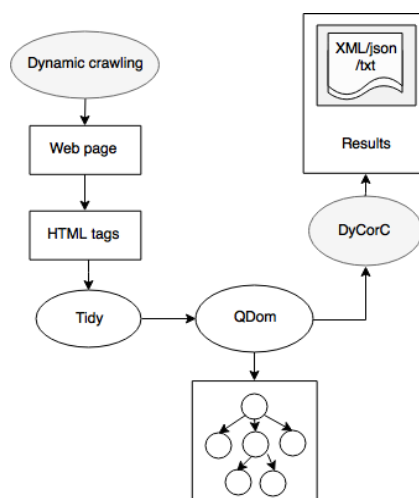 Dynamic crawling
Web page
HTML tags
Tidy
QDom
DyCorC
XML/json
/txt
Results